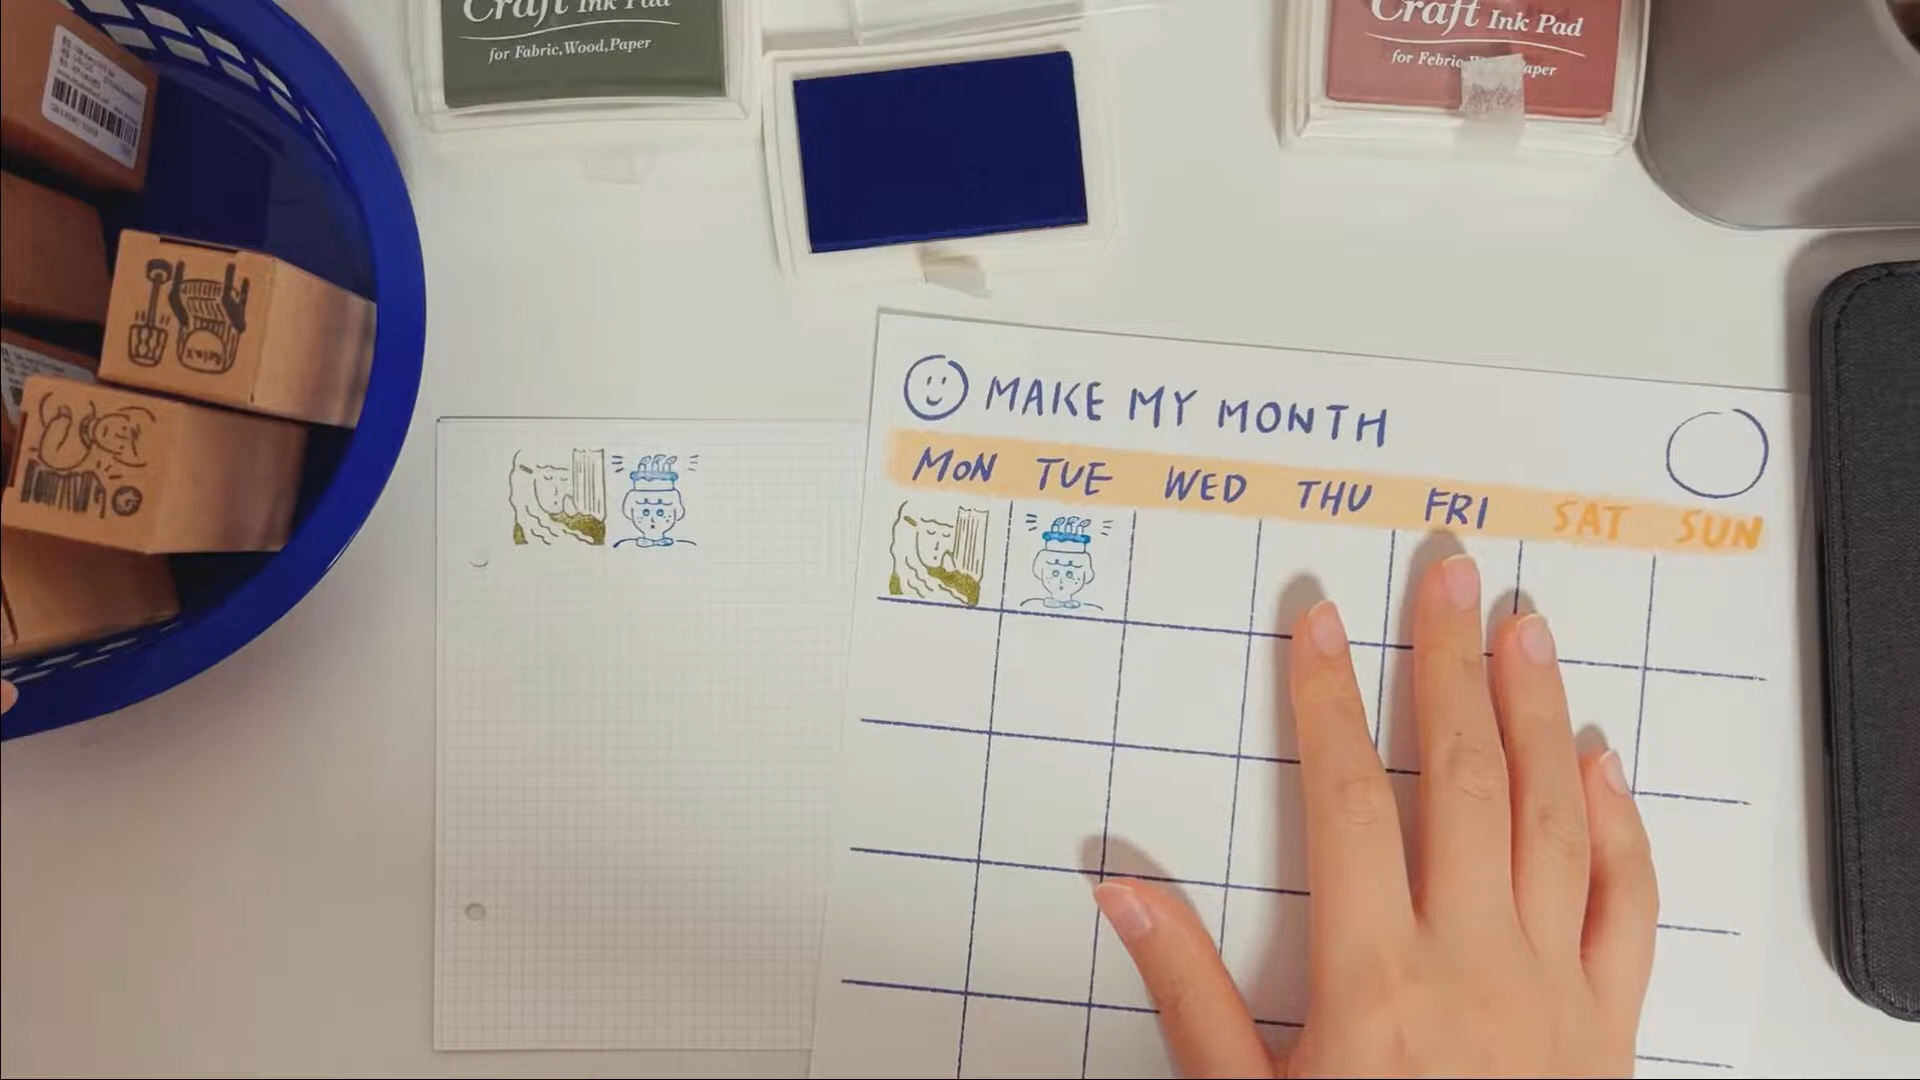 Craft Ink Pad
for Fabric,Wood,Paper
Craft Ink Pad
for Febric, aper
MAKE MY MONTH
MON TUE WED THU FRI SAT SUN
Relax